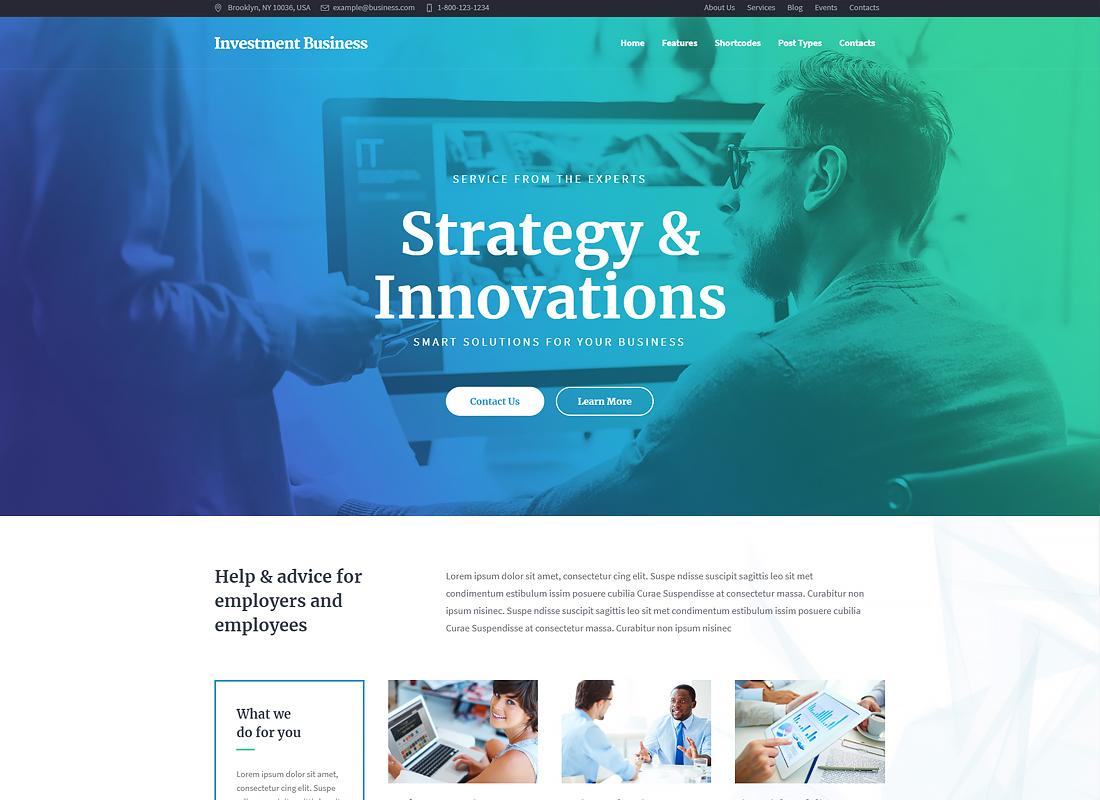 Brooklyn, NY 10036, USA example@business.com 1-800-123-1234 About Us Services Blog Events Contacts
Investment Business Home Features Shortcodes Post Types Contacts
IT
SERVICE FROM THE EXPERTS
Strategy &
Innovations
SMART SOLUTIONS FOR YOUR BUSINESS
Contact Us Learn More
Help & advice for
employers and
employees
Lorem ipsum dolor sit amet, consectetur cing elit. Suspe ndisse suscipit sagittis leo sit met
condimentum estibulum issim posuere cubilia Curae Suspendisse at consectetur massa. Curabitur non
ipsum nisinec. Suspe ndisse suscipit sagittis leo sit met condimentum estibulum issim posuere cubilia
Curae Suspendisse at consectetur massa. Curabitur non ipsum nisinec
What we
do for you
Lorem ipsum dolor sit amet,
consectetur cing elit. Suspe